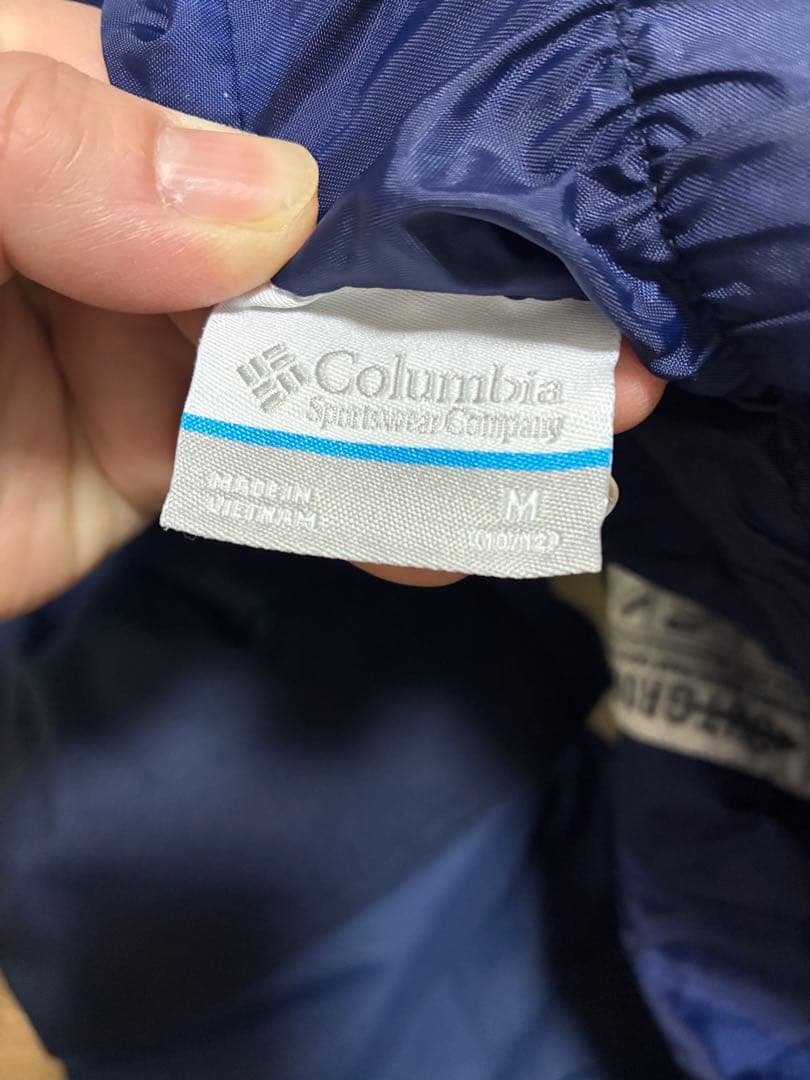 Columbia
Sportswear Company
MADE IN
VIETNAM
M
(10/12)